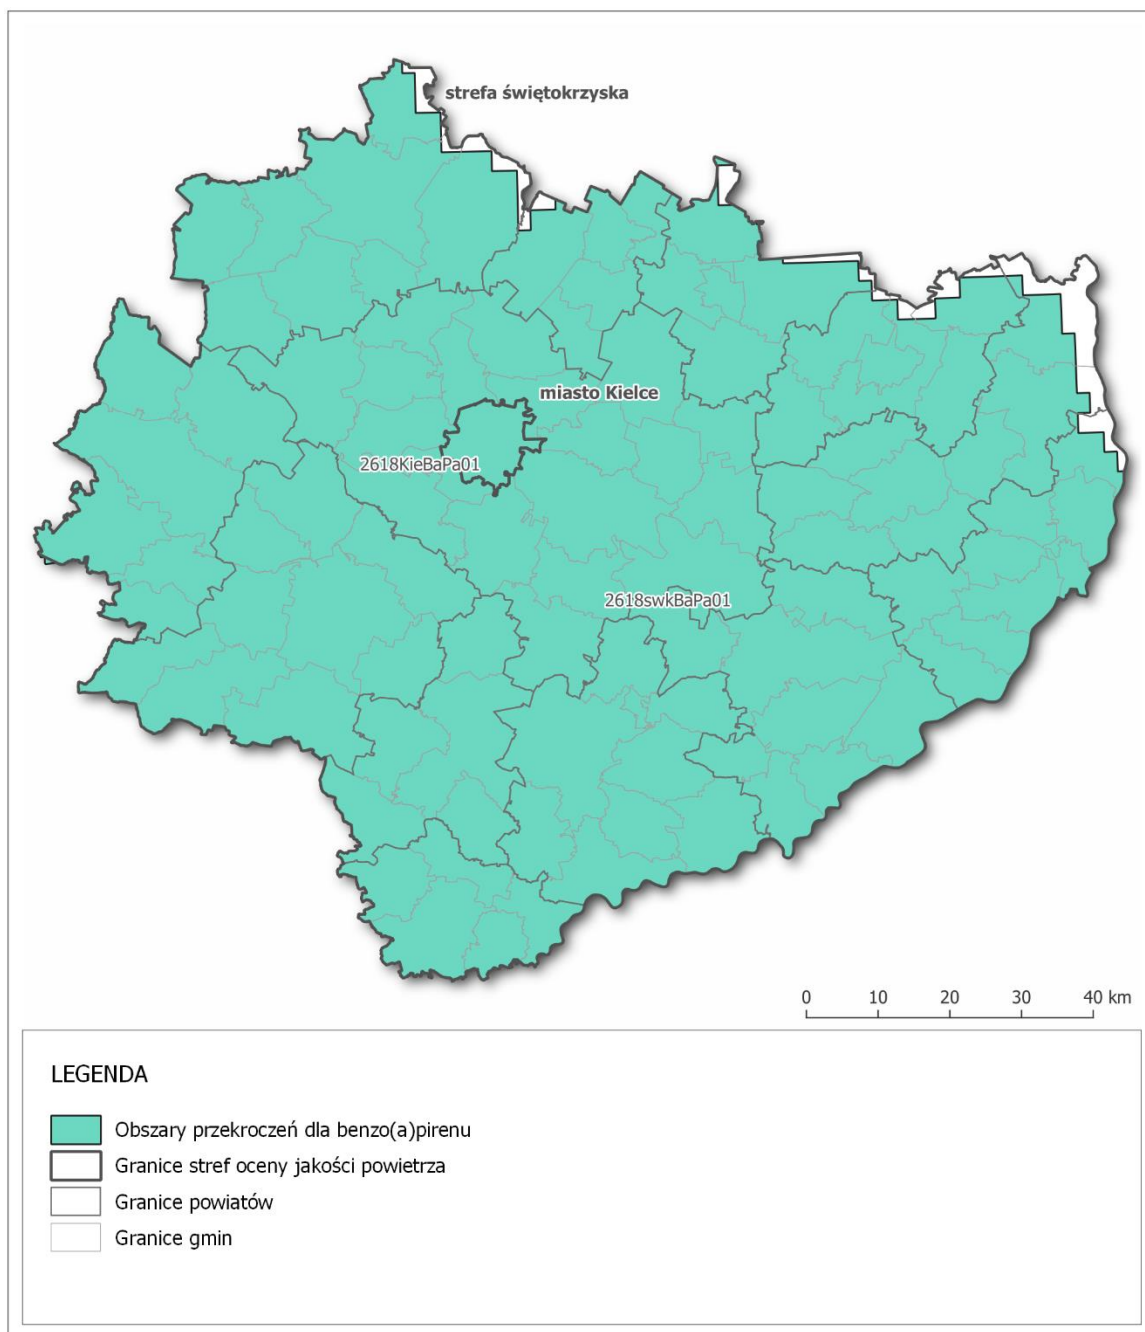 strefa świętokrzyska
miasto Kielce
2618KieBaPa01
2618swkBaPa01
0 10 20 30 40 km
LEGENDA
Obszary przekroczeń dla benzo(a)pirenu
Granice stref oceny jakości powietrza
Granice powiatów
Granice gmin